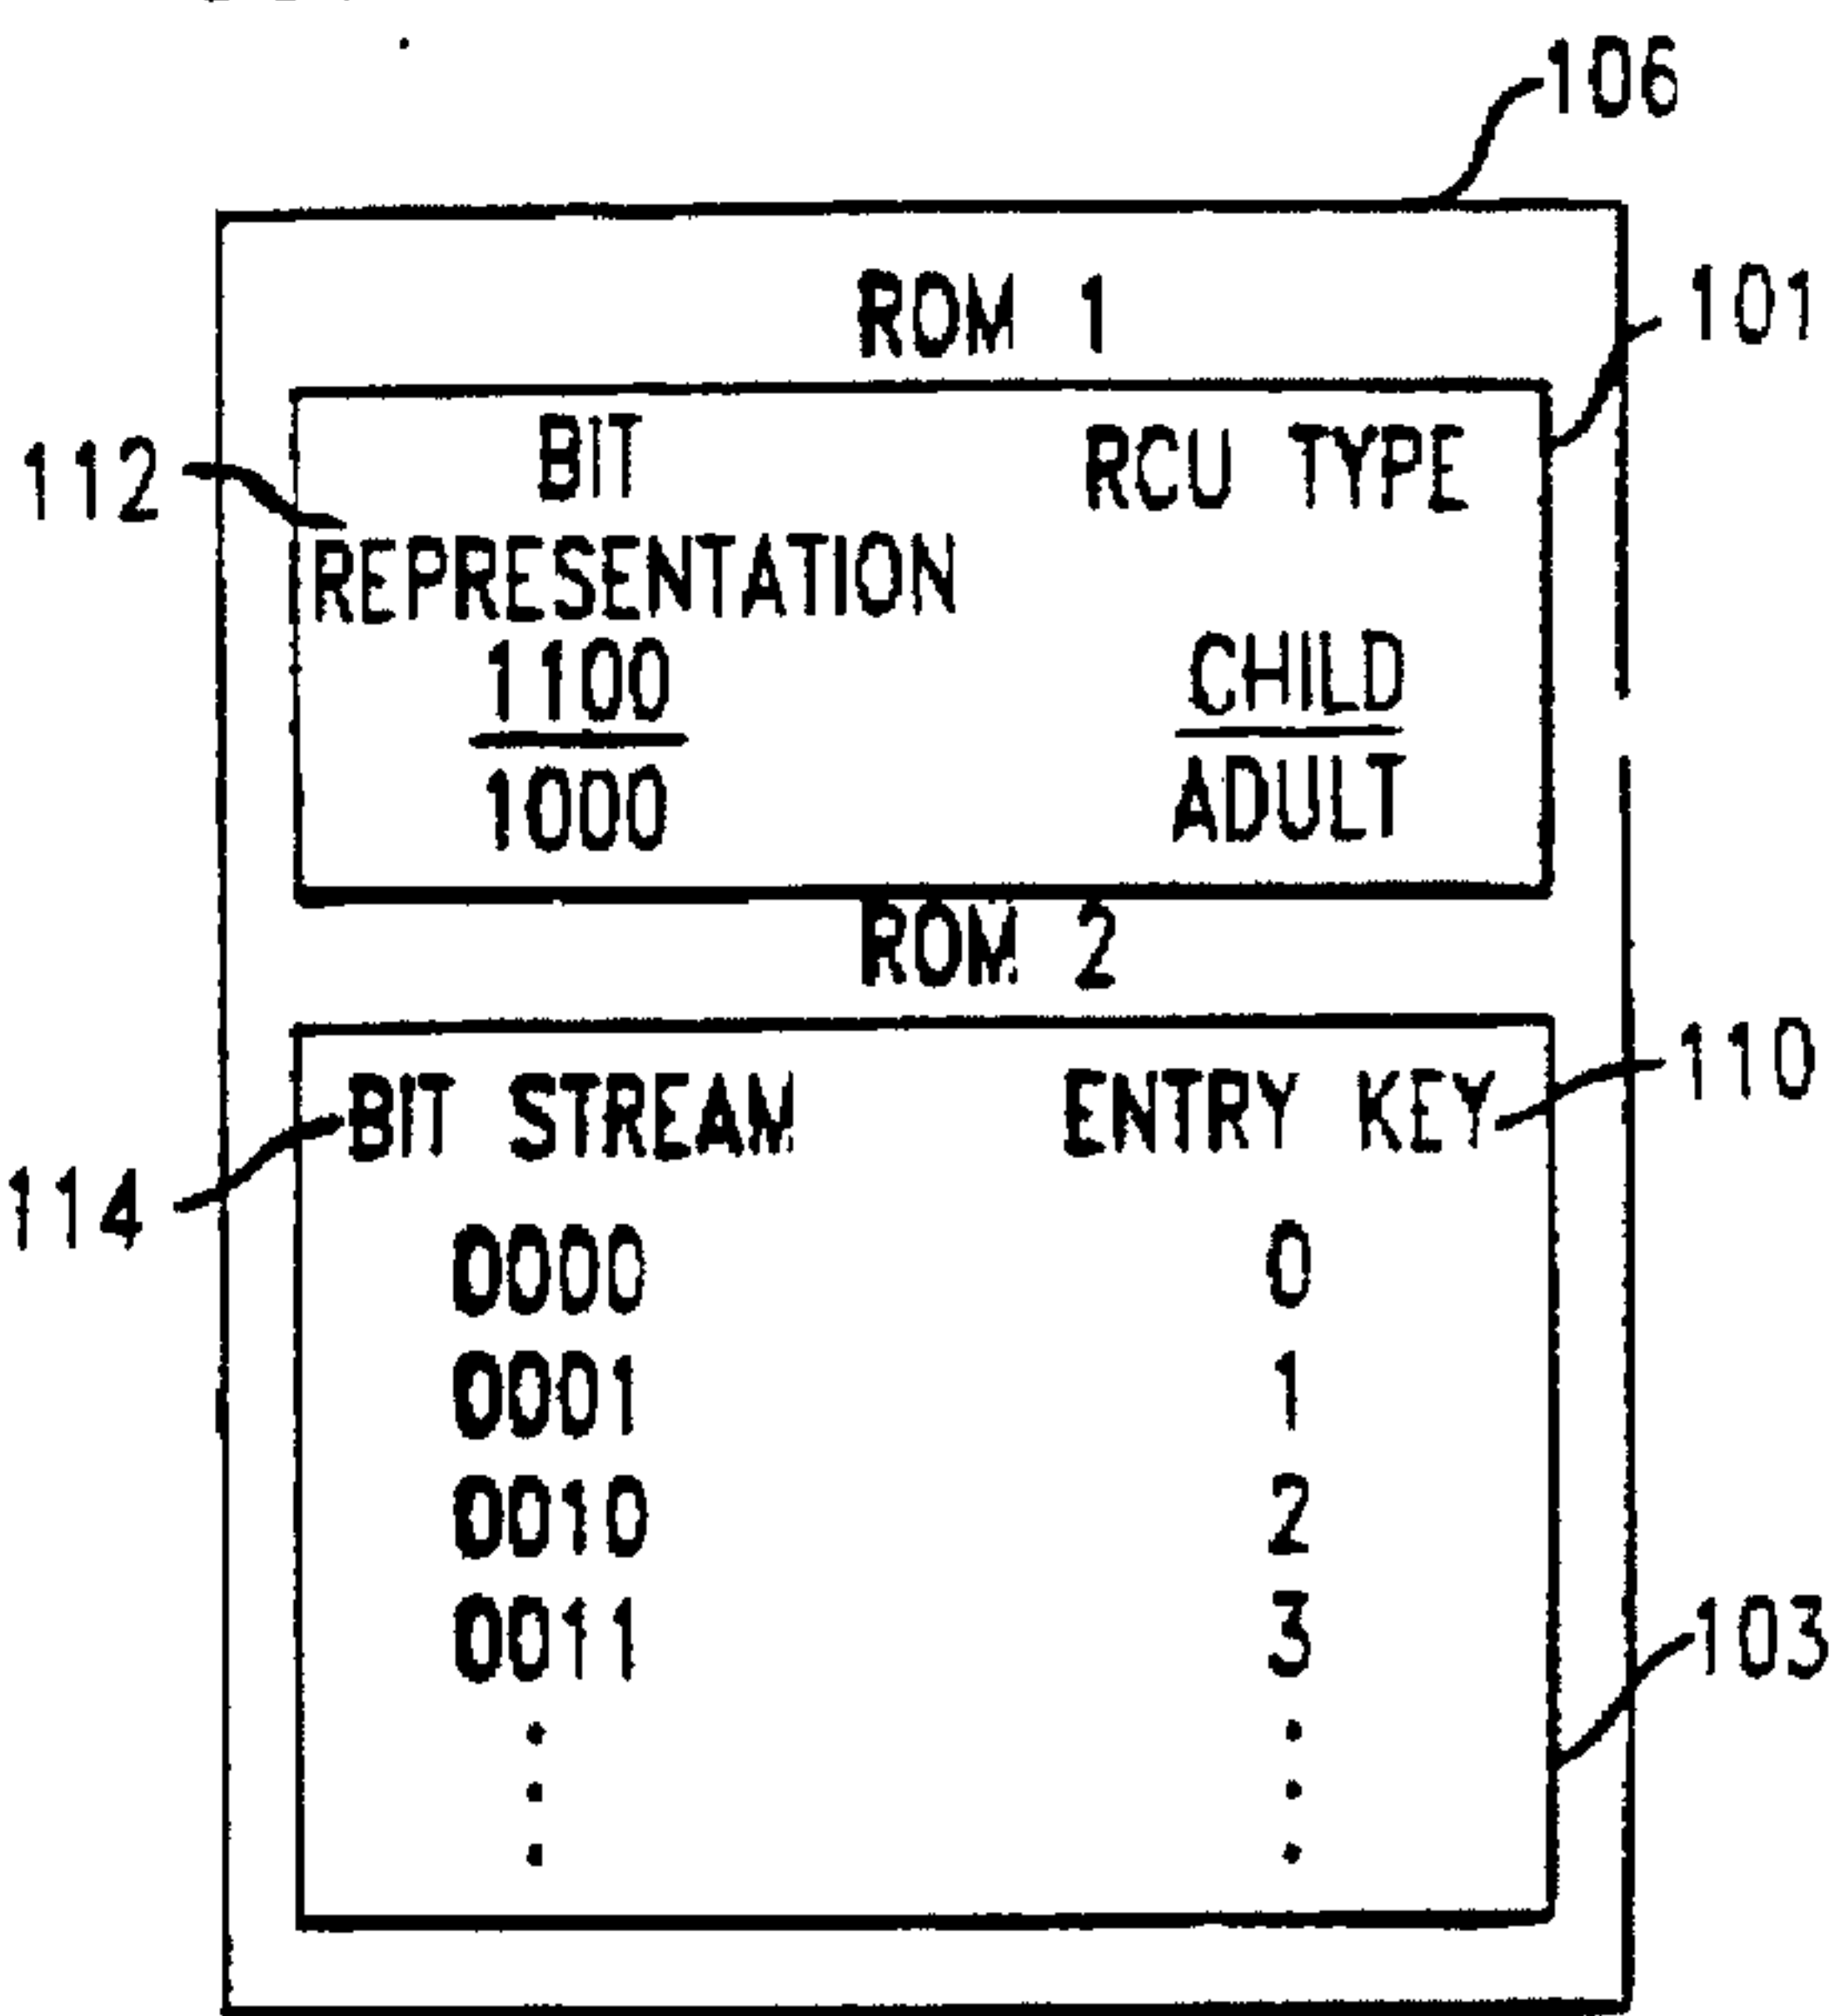 106
ROM 1
101
112
BIT RCU TYPE
REPRESENTATION
1100 CHILD
1000 ADULT
ROM 2
110
BIT STREAM ENTRY KEY
114
0000 0
0001 1
0010 2
0011 3
103